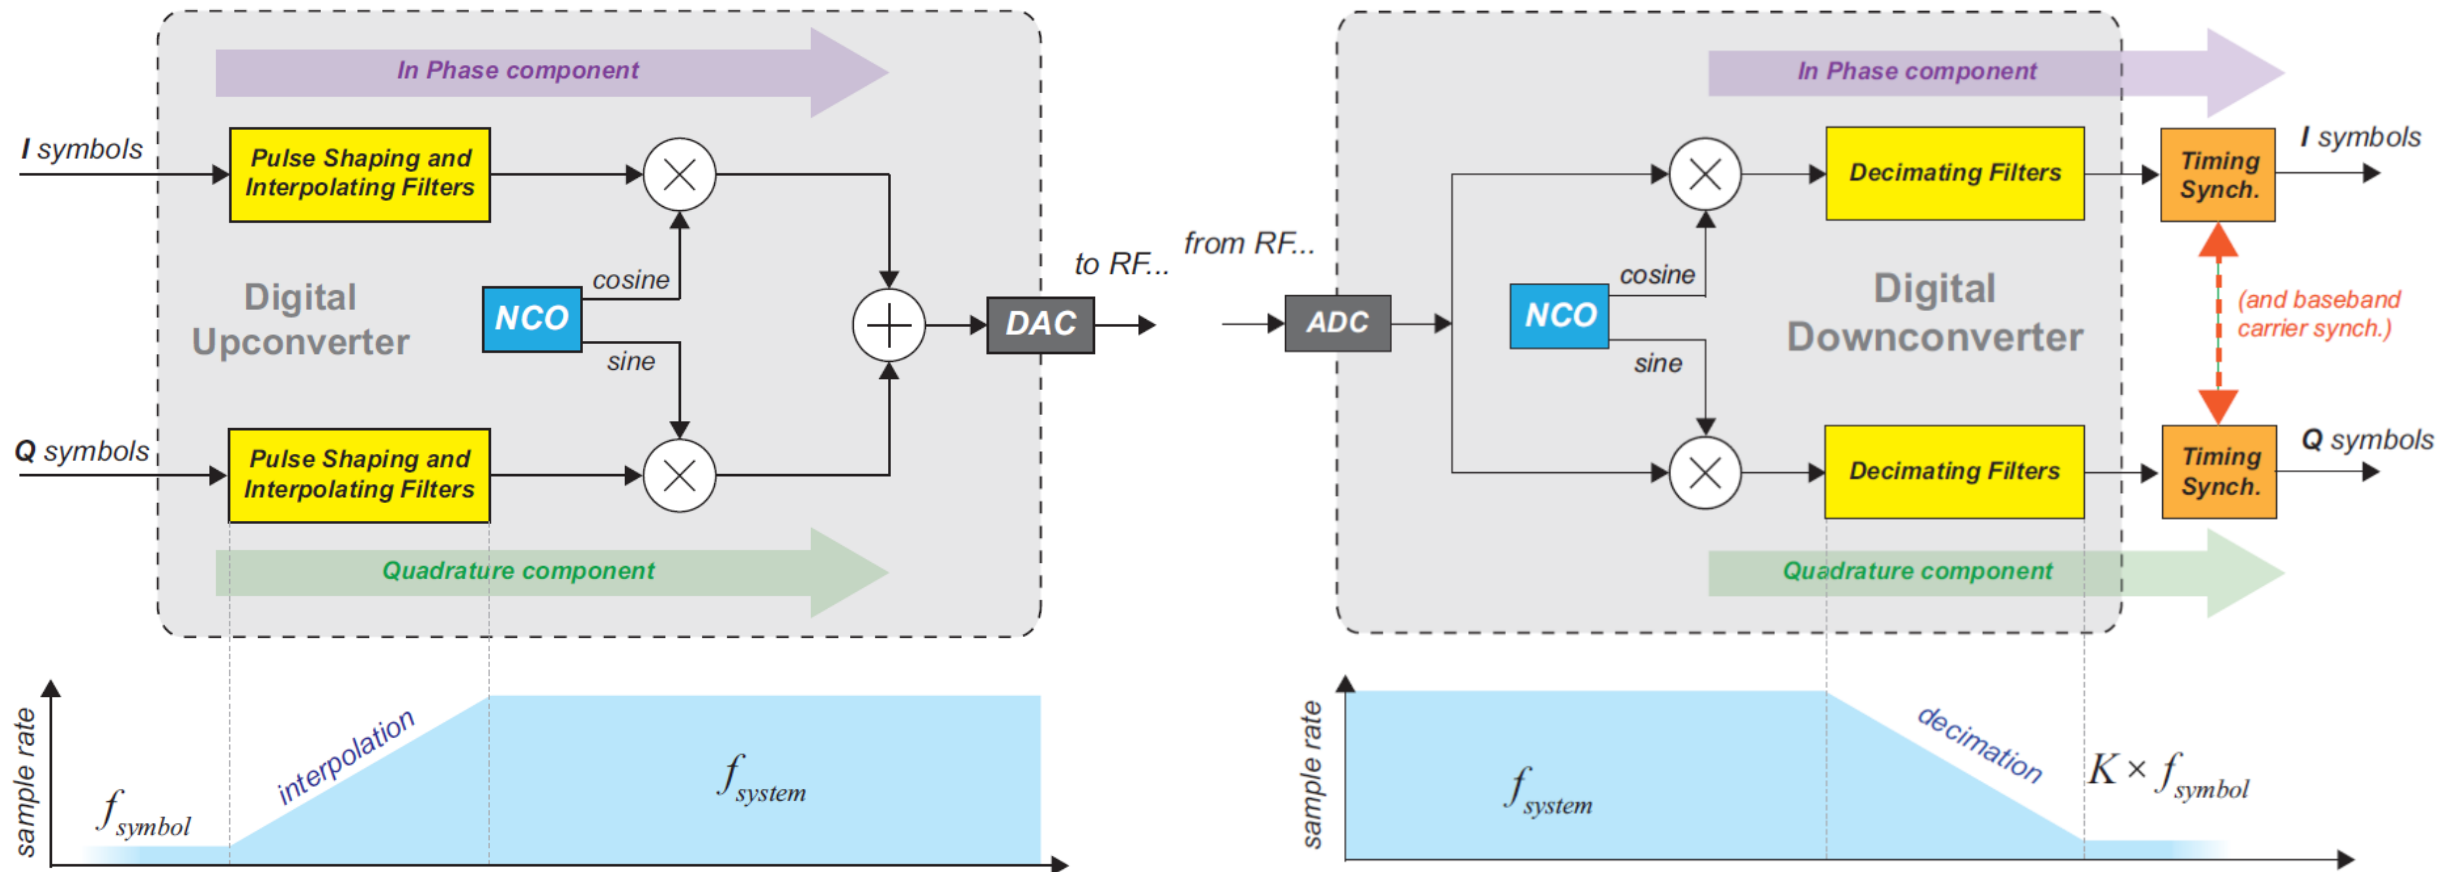 In Phase component
I symbols
Pulse Shaping and
Interpolating Filters
×
cosine
NCO
sine
Digital
Upconverter
+
DAC
to RF...
Q symbols
Pulse Shaping and
Interpolating Filters
×
Quadrature component
sample rate
f symbol
interpolation
f system
In Phase component
from RF...
ADC
×
cosine
NCO
sine
Decimating Filters
Timing
Synch.
I symbols
Digital
Downconverter
(and baseband
carrier synch.)
×
Decimating Filters
Timing
Synch.
Q symbols
Quadrature component
sample rate
f system
decimation
K × f symbol